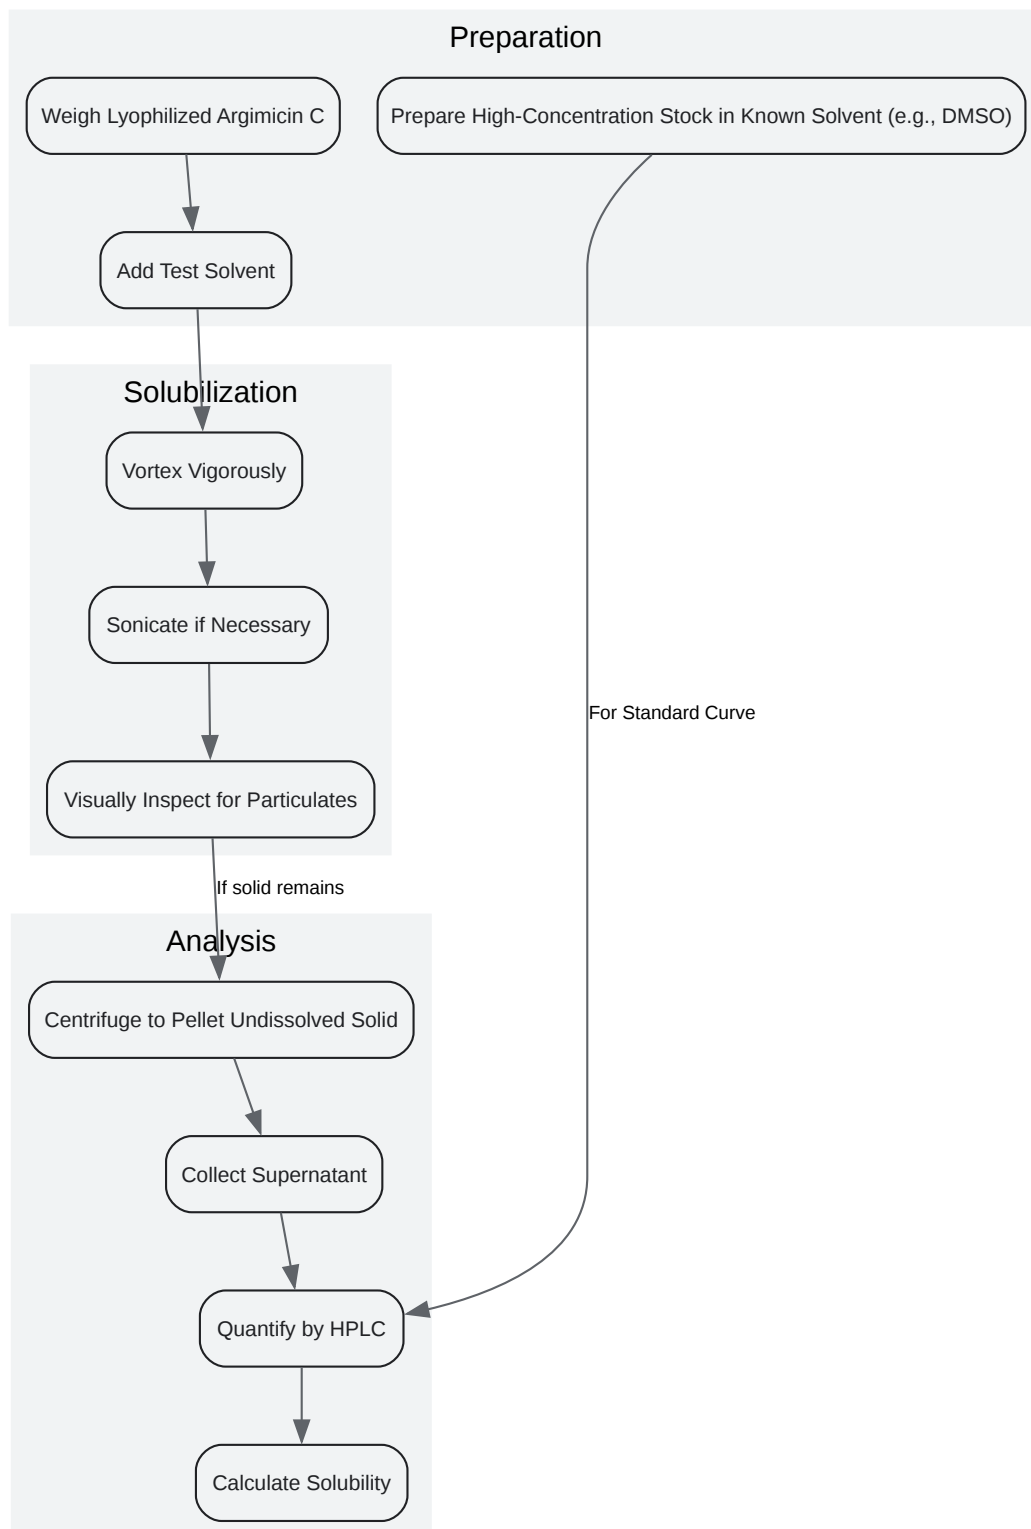 Preparation
Weigh Lyophilized Argimicin C
Prepare High-Concentration Stock in Known Solvent (e.g., DMSO)
Add Test Solvent
Solubilization
Vortex Vigorously
Sonicate if Necessary
For Standard Curve
Visually Inspect for Particulates
If solid remains
Analysis
Centrifuge to Pellet Undissolved Solid
Collect Supernatant
Quantify by HPLC
Calculate Solubility